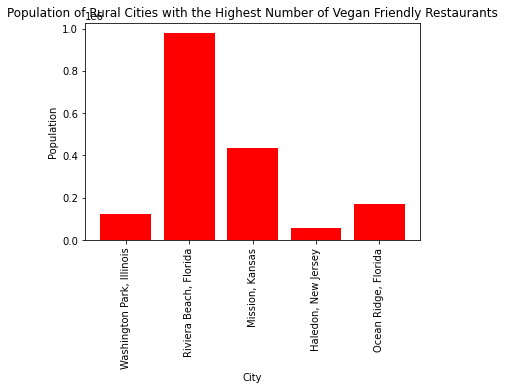 Population of Rural Cities with the Highest Number of Vegan Friendly Restaurants
1e6
1.0
0.8
0.6
0.4
0.2
0.0
Population
Washington Park, Illinois
Riviera Beach, Florida
Mission, Kansas
Haledon, New Jersey
Ocean Ridge, Florida
City